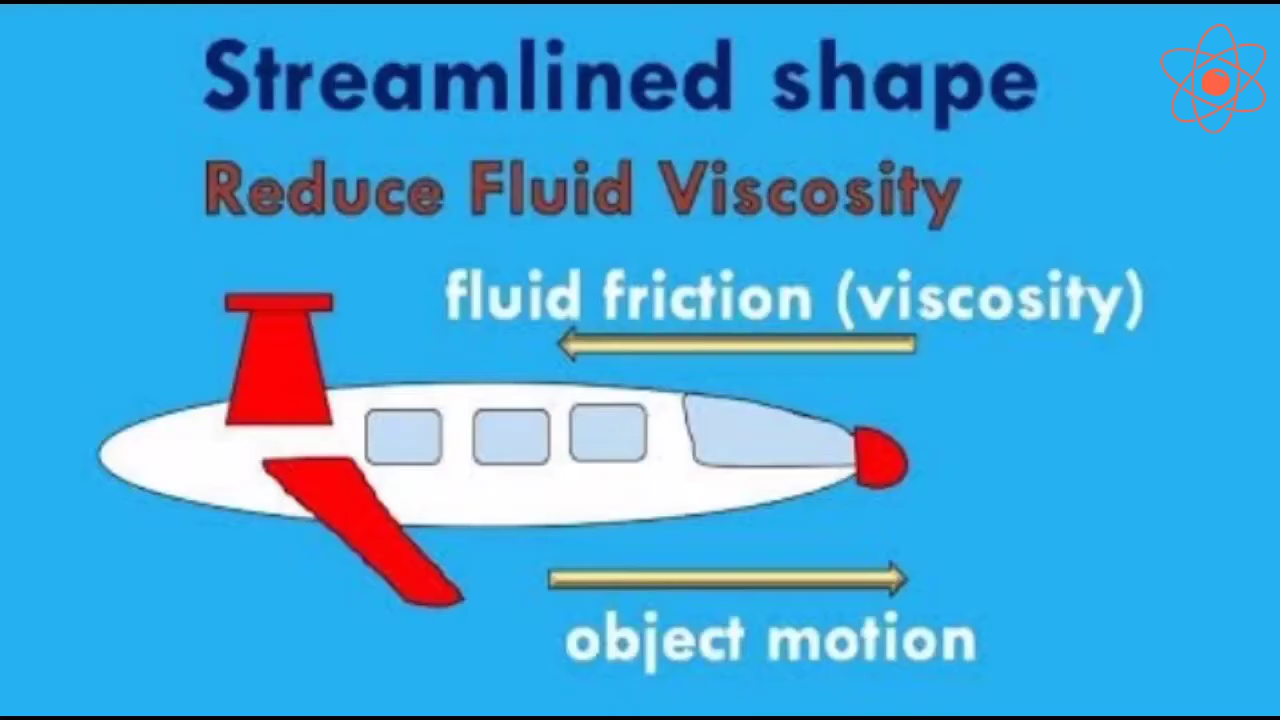 Streamlined shape
Reduce Fluid Viscosity
fluid friction (viscosity)
object motion